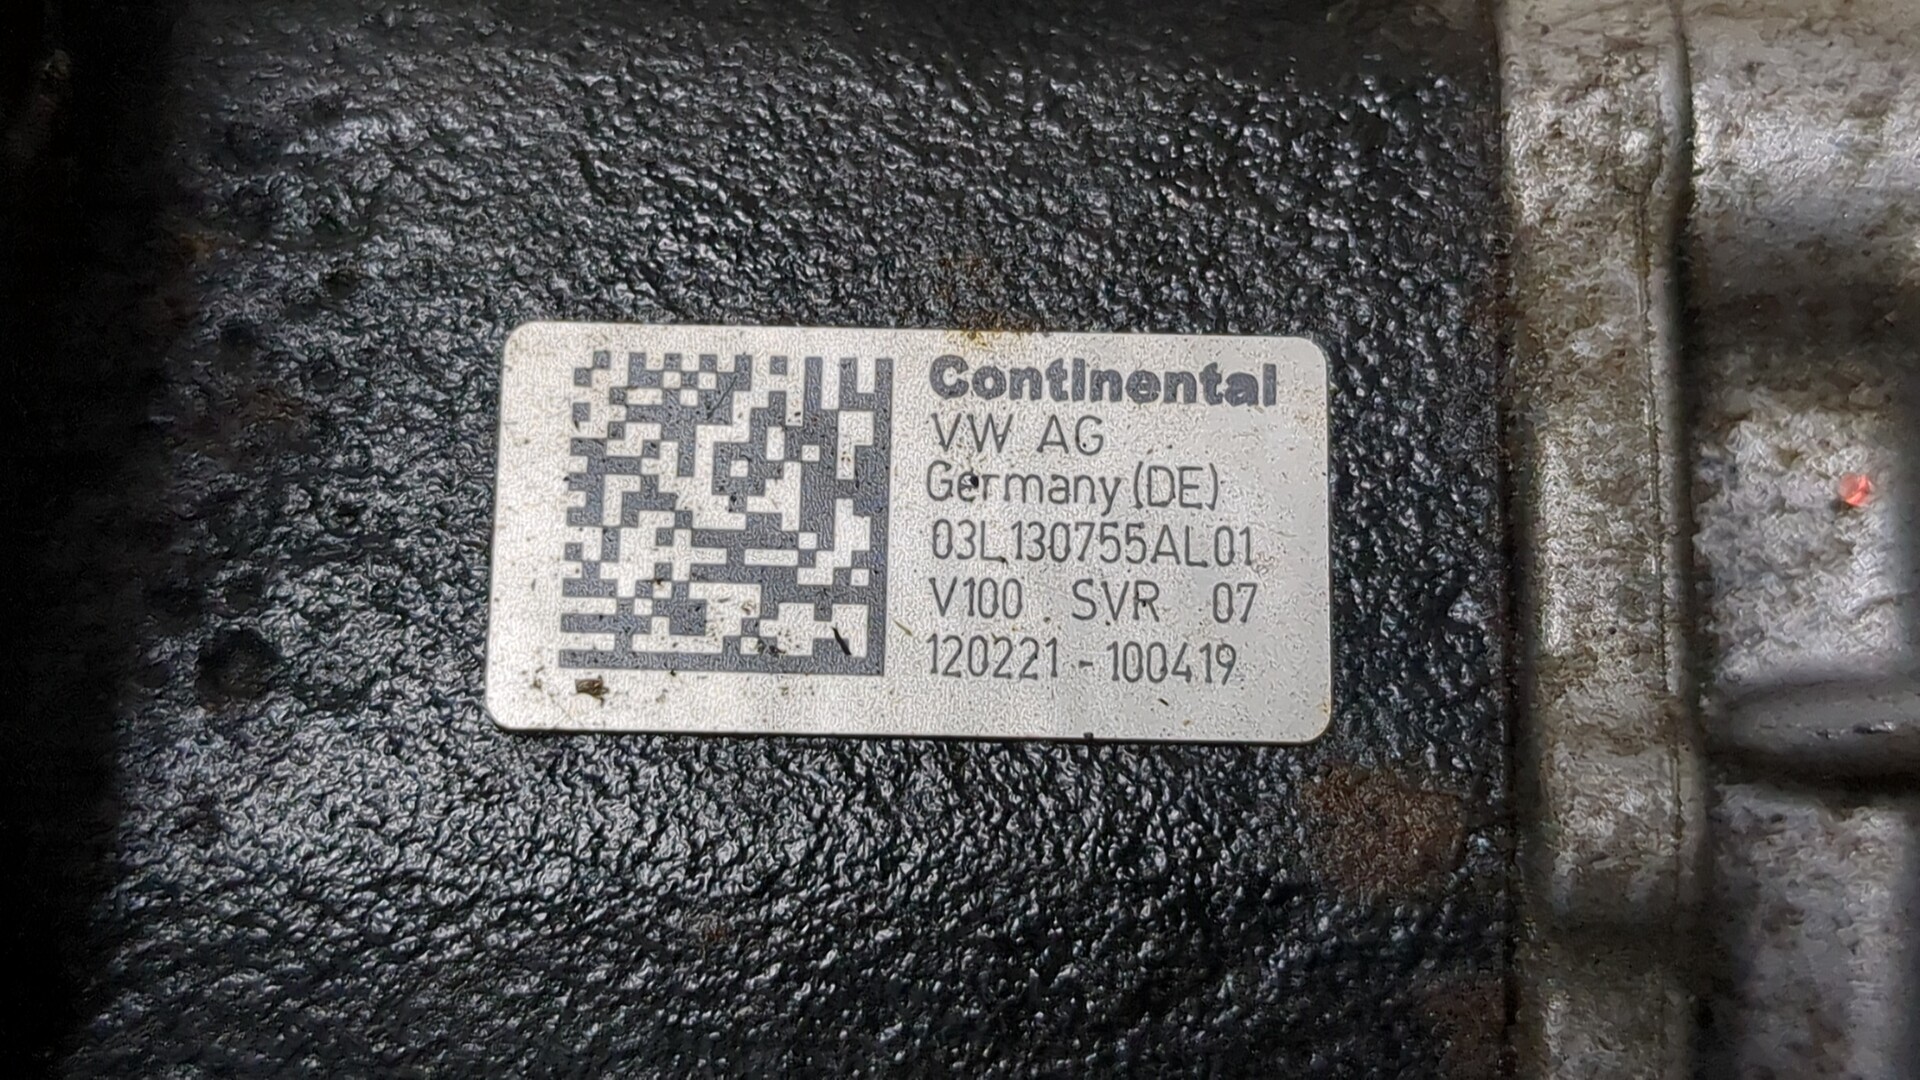 Continental
VW AG
Germany (DE)
03L130755AL01
V100 SVR 07
120221-100419